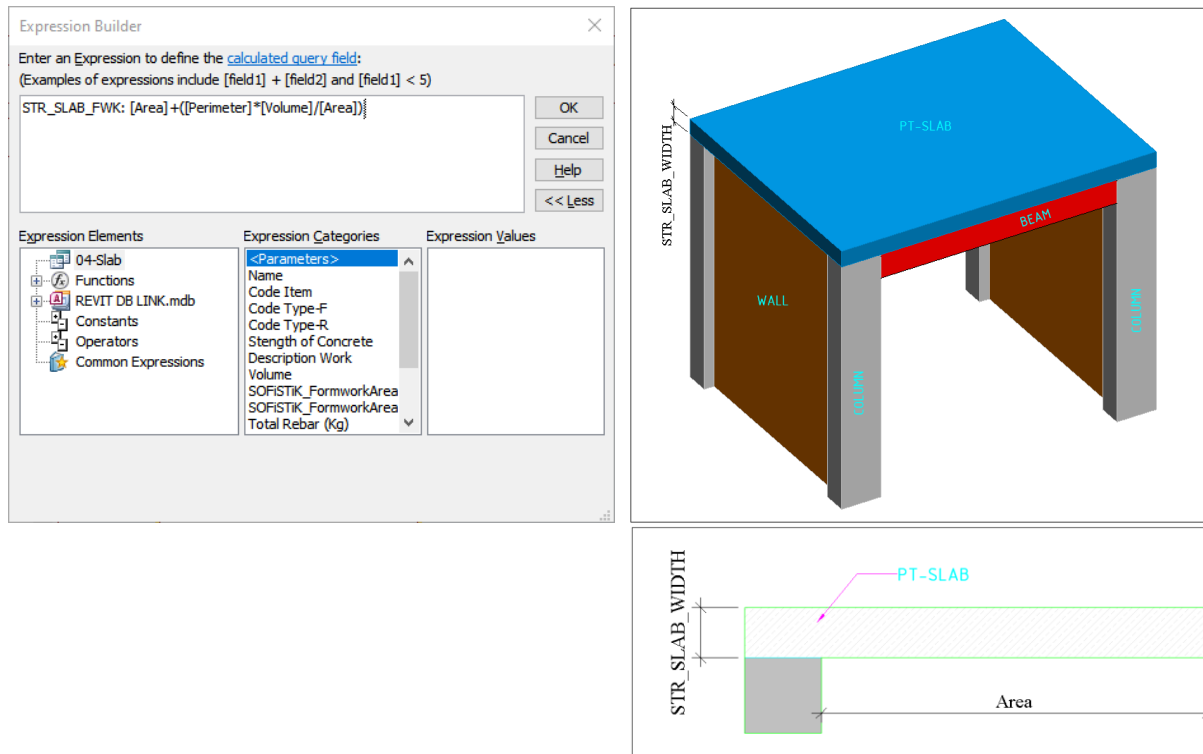 Expression Builder
Enter an Expression to define the calculated query field:
(Examples of expressions include [field1] + [field2] and [field1] < 5)
STR_SLAB_FWK: [Area]+([Perimeter]*[Volume]/[Area])
OK
Cancel
Help
<< Less
Expression Elements
04-Slab
Functions
REVIT DB LINK.mdb
Constants
Operators
Common Expressions
Expression Categories
<Parameters>
Name
Code Item
Code Type-F
Code Type-R
Stength of Concrete
Description Work
Volume
SOFiSTiK_FormworkArea
SOFiSTiK_FormworkArea
Total Rebar (Kg)
Expression Values
STR_SLAB_WIDTH
PT-SLAB
BEAM
WALL
COLUMN
COLUMN
STR_SLAB_WIDTH
PT-SLAB
Area